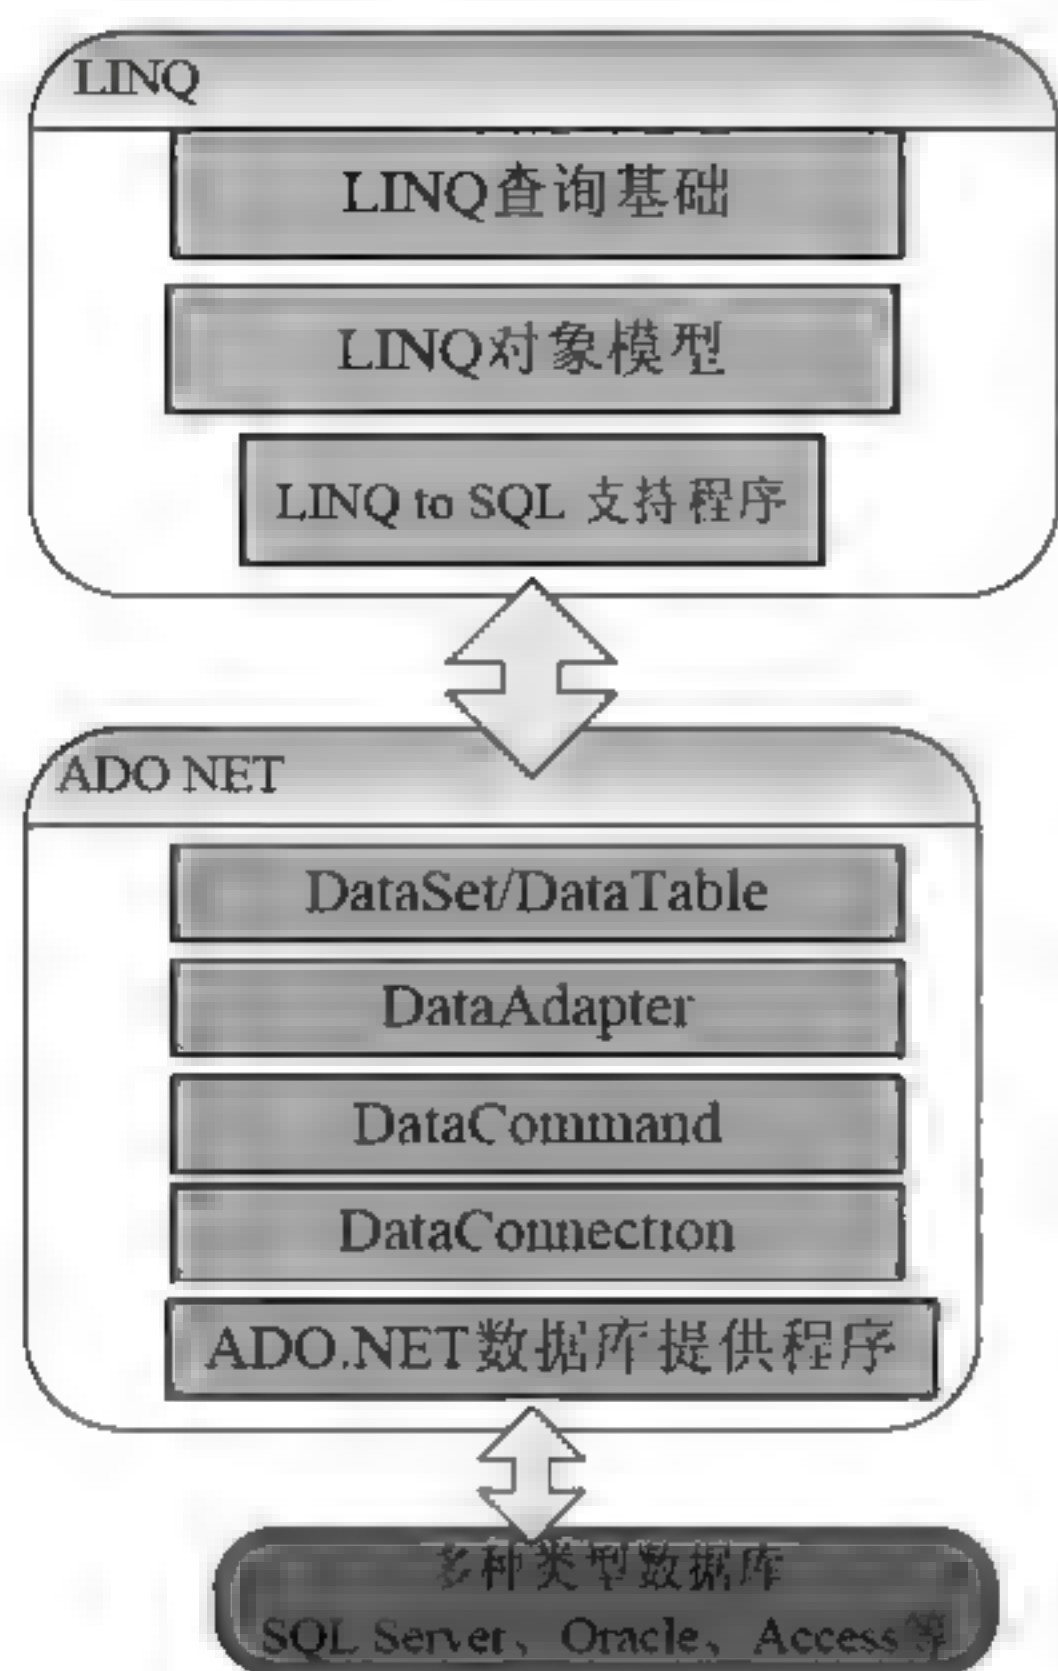 LINQ
LINQ查询基础
LINQ对象模型
LINQ to SQL 支持程序
ADO NET
DataSet/DataTable
DataAdapter
DataCommand
DataConnection
ADO.NET数据库提供程序
多种类型数据库
SQL Server、Oracle、Access等